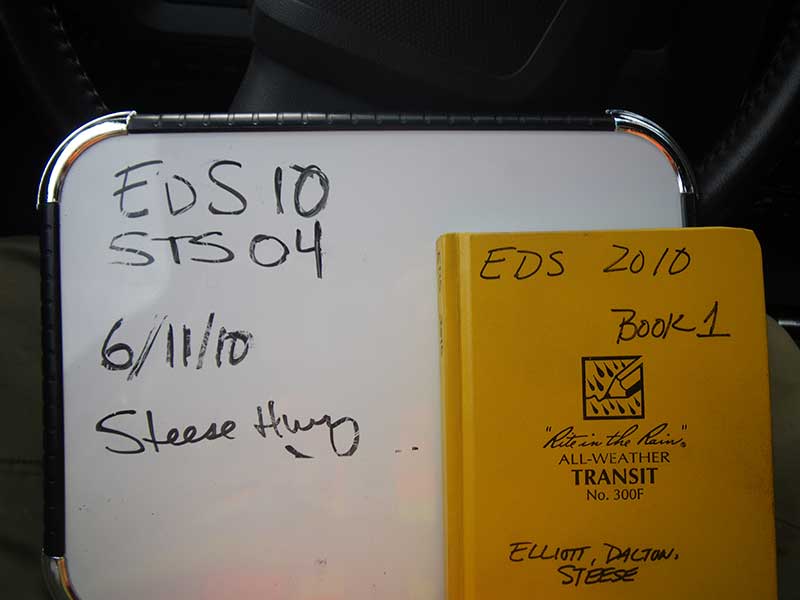 EDS 10
STS 04
6/11/10
Steese Hwy
EDS 2010
BOOK 1
"Rite in the Rain"®
ALL-WEATHER
TRANSIT
No. 300F
ELLIOTT, DALTON,
STEESE